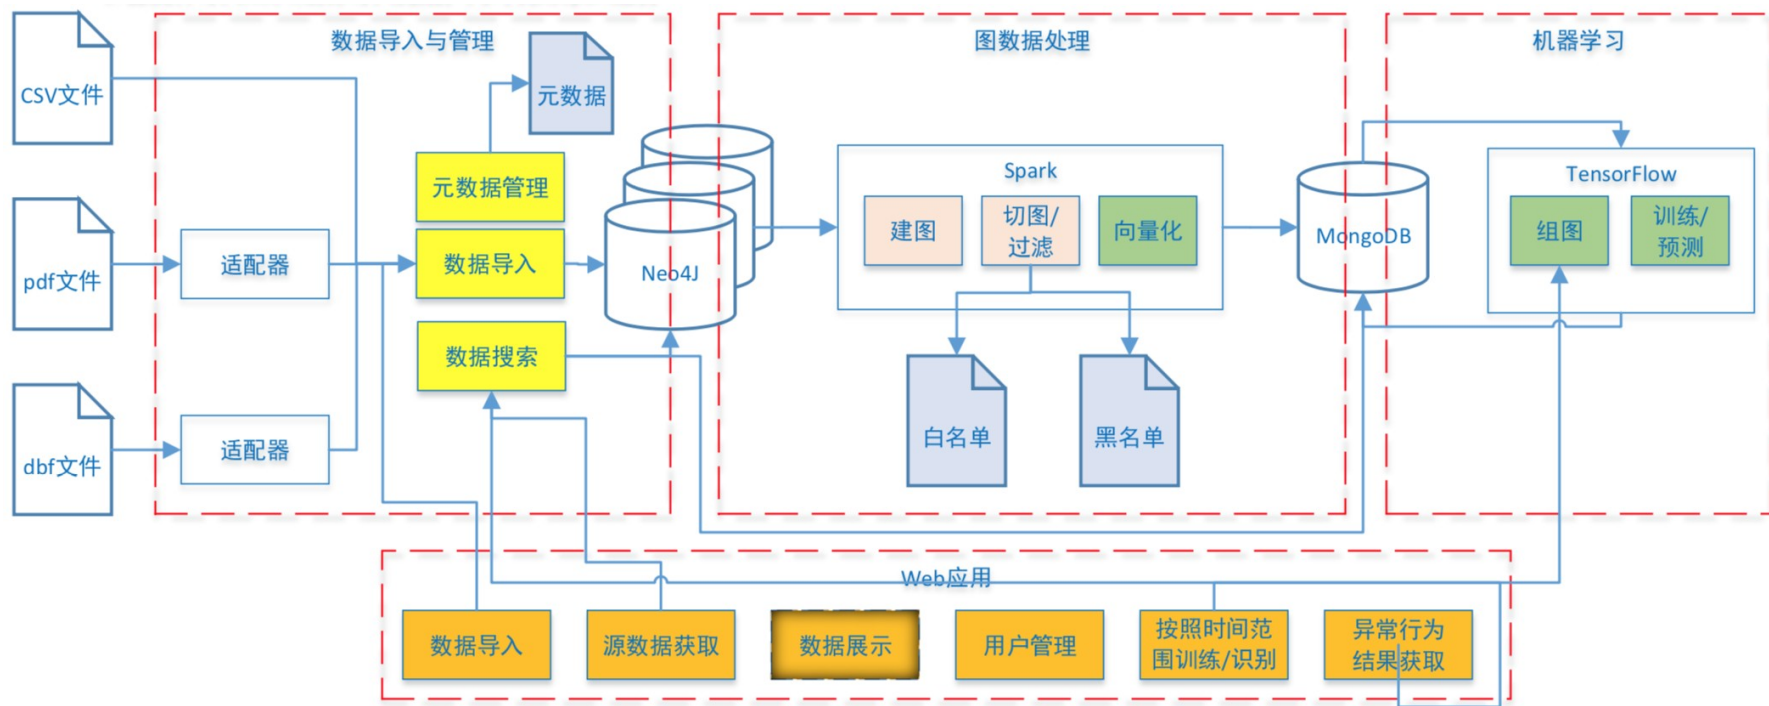 数据导入与管理
图数据处理
机器学习
CSV文件
元数据
元数据管理
Spark
TensorFlow
建图
切图/
过滤
向量化
MongoDB
组图
训练/
预测
pdf文件
适配器
数据导入
Neo4J
数据搜索
白名单
黑名单
dbf文件
适配器
Web应用
数据导入
源数据获取
数据展示
用户管理
按照时间范
围训练/识别
异常行为
结果获取